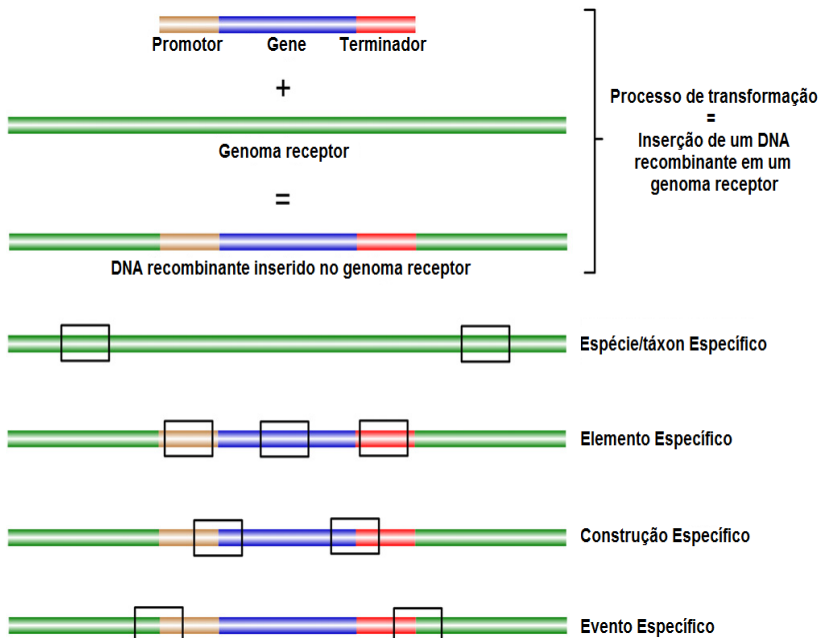 Promotor Gene Terminador
+
Genoma receptor
=
DNA recombinante inserido no genoma receptor
Processo de transformação
=
Inserção de um DNA
recombinante em um
genoma receptor
Espécie/táxon Específico
Elemento Específico
Construção Específico
Evento Específico